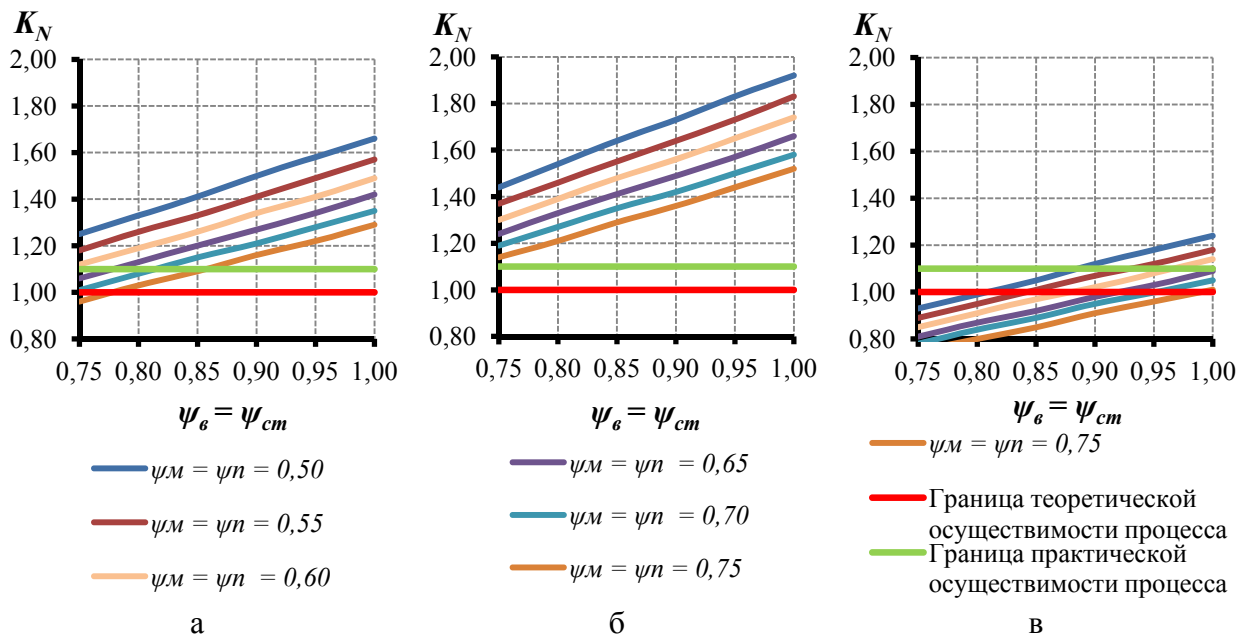 K_N
2,00
1,80
1,60
1,40
1,20
1,00
0,80
0,75 0,80 0,85 0,90 0,95 1,00
ψ_в = ψ_ст
K_N
2,00
1,80
1,60
1,40
1,20
1,00
0,80
0,75 0,80 0,85 0,90 0,95 1,00
ψ_в = ψ_ст
K_N
2,00
1,80
1,60
1,40
1,20
1,00
0,80
0,75 0,80 0,85 0,90 0,95 1,00
ψ_в = ψ_ст
ψм = ψп = 0,50
ψм = ψп = 0,55
ψм = ψп = 0,60
ψм = ψп = 0,65
ψм = ψп = 0,70
ψм = ψп = 0,75
ψм = ψп = 0,75
Граница теоретической
осуществимости процесса
Граница практической
осуществимости процесса
а
б
в